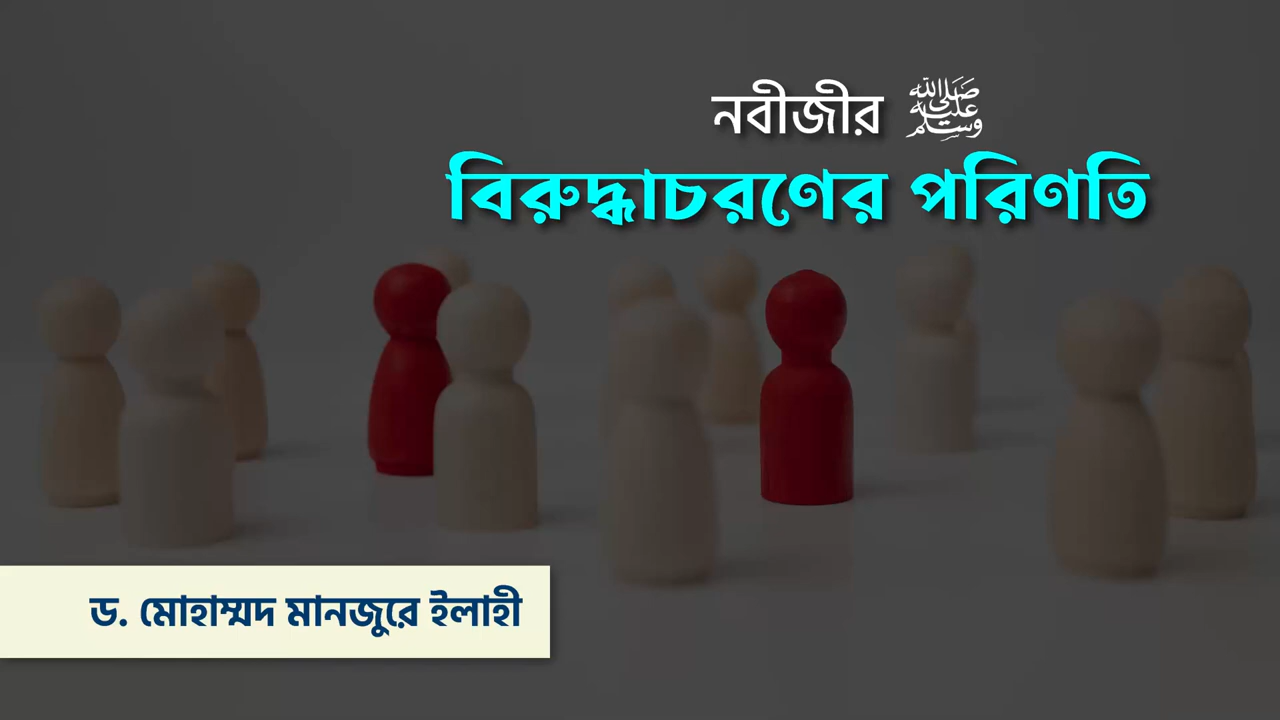 নবীজীর ﷺ
বিরুদ্ধাচরণের পরিণতি
ড. মোহাম্মদ মানজুরে ইলাহী